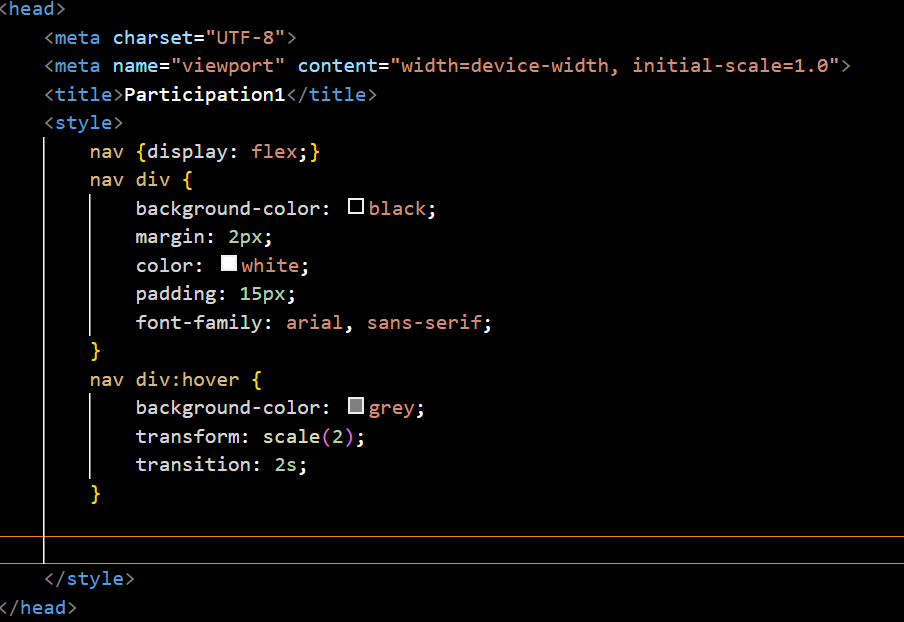 <head>
<meta charset="UTF-8">
<meta name="viewport" content="width=device-width, initial-scale=1.0">
<title>Participation1</title>
<style>
nav {display: flex;}
nav div {
background-color: black;
margin: 2px;
color: white;
padding: 15px;
font-family: arial, sans-serif;
}
nav div:hover {
background-color: grey;
transform: scale(2);
transition: 2s;
}
</style>
</head>